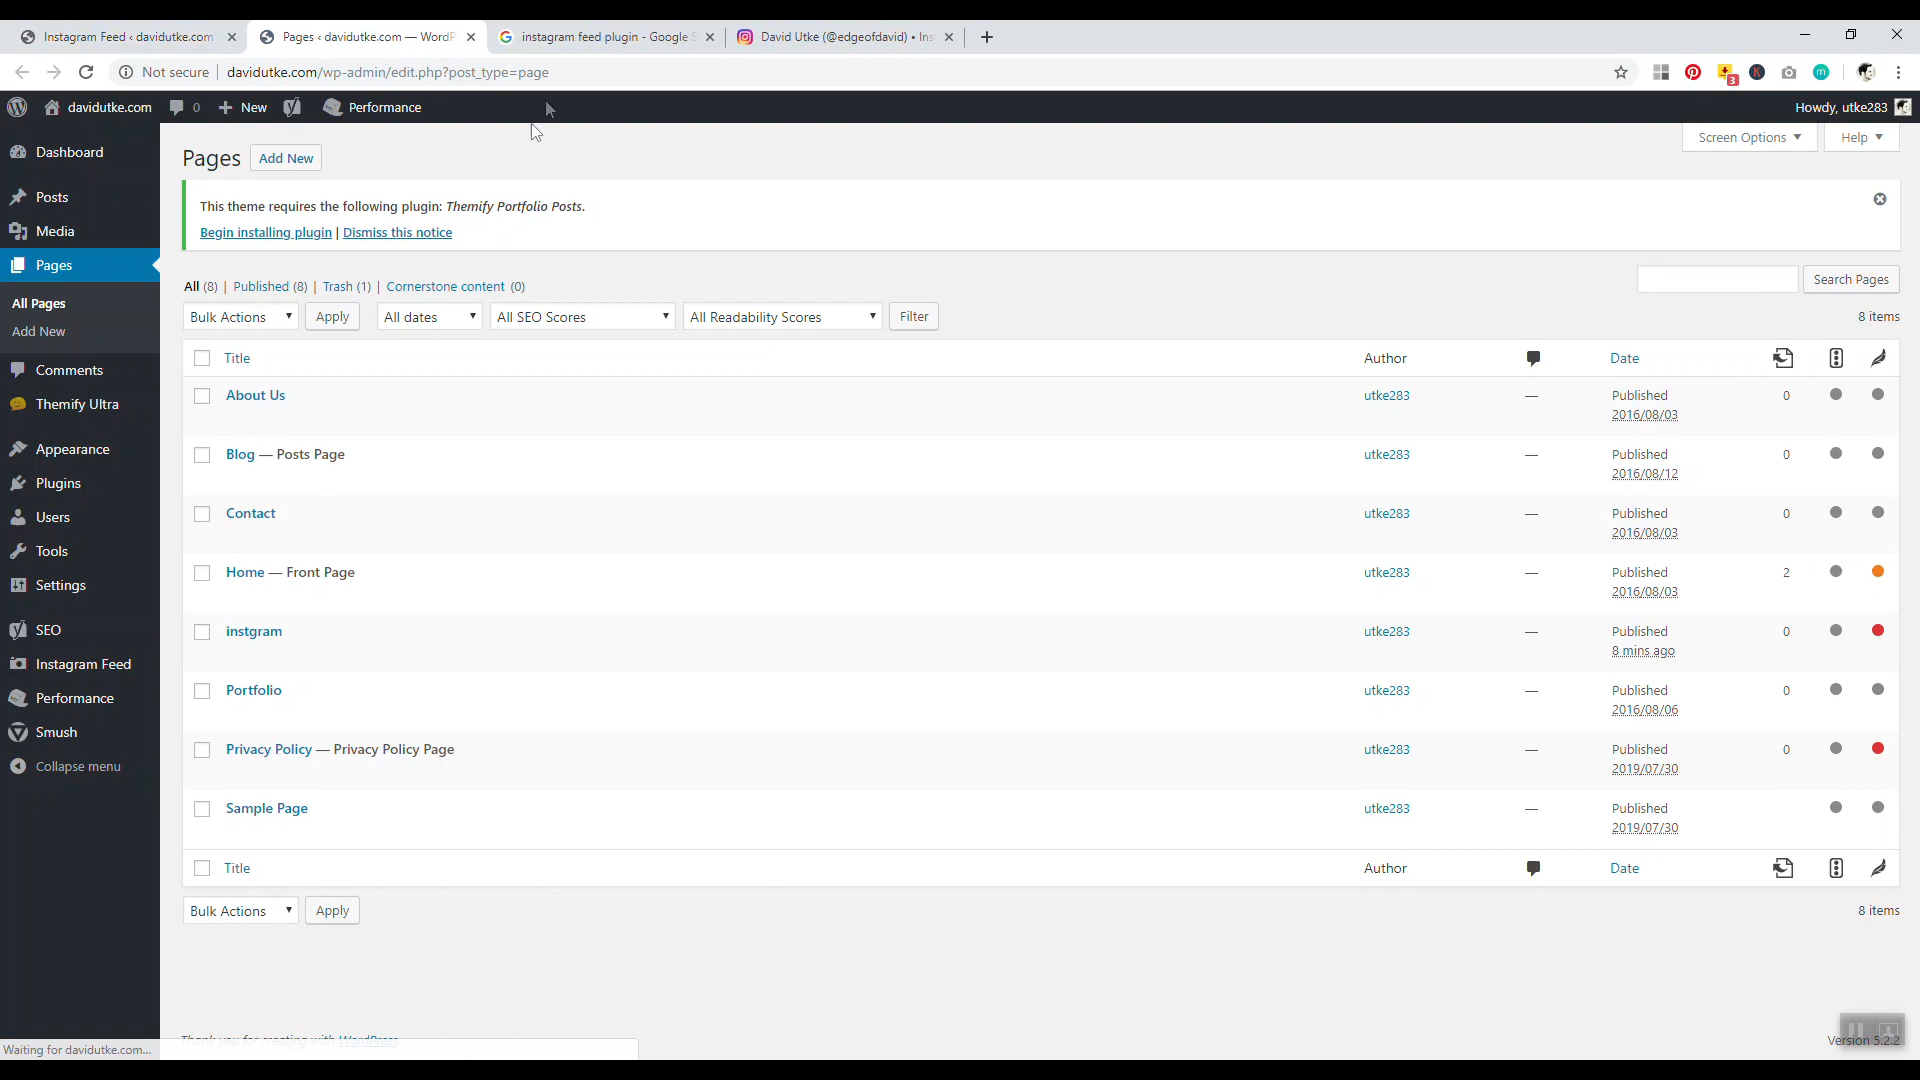 Instagram Feed ‹ davidutke.com
Pages ‹ davidutke.com — WordP
instagram feed plugin - Google S
David Utke (@edgeofdavid) • Ins
Not secure
davidutke.com/wp-admin/edit.php?post_type=page
3
davidutke.com
0
New
Performance
Howdy, utke283
Dashboard
Posts
Media
Pages
All Pages
Add New
Comments
Themify Ultra
Appearance
Plugins
Users
Tools
Settings
SEO
Instagram Feed
Performance
Smush
Collapse menu
Screen Options
Help
Pages
Add New
This theme requires the following plugin: Themify Portfolio Posts.
Begin installing plugin | Dismiss this notice
All (8) | Published (8) | Trash (1) | Cornerstone content (0)
Search Pages
Bulk Actions
Apply
All dates
All SEO Scores
All Readability Scores
Filter
8 items
Title
Author
Date
About Us
utke283
—
Published
2016/08/03
0
Blog — Posts Page
utke283
—
Published
2016/08/12
0
Contact
utke283
—
Published
2016/08/03
0
Home — Front Page
utke283
—
Published
2016/08/03
2
instgram
utke283
—
Published
8 mins ago
0
Portfolio
utke283
—
Published
2016/08/06
0
Privacy Policy — Privacy Policy Page
utke283
—
Published
2019/07/30
0
Sample Page
utke283
—
Published
2019/07/30
Title
Author
Date
Bulk Actions
Apply
8 items
Thank you for creating with WordPress
Version 5.2.2
Waiting for davidutke.com...